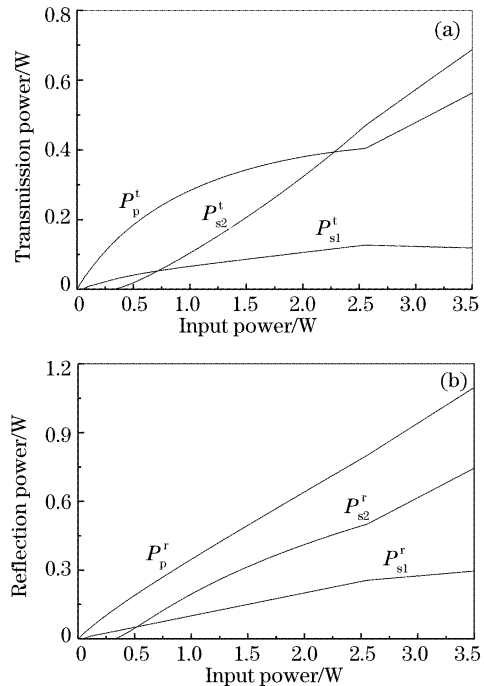 0.8
(a)
Transmission power/W
0.6
0.4
0.2
0
P_p^t
P_s2^t
P_s1^t
0 0.5 1.0 1.5 2.0 2.5 3.0 3.5
Input power/W
1.2
(b)
Reflection power/W
0.9
0.6
0.3
0
P_p^r
P_s2^r
P_s1^r
0 0.5 1.0 1.5 2.0 2.5 3.0 3.5
Input power/W